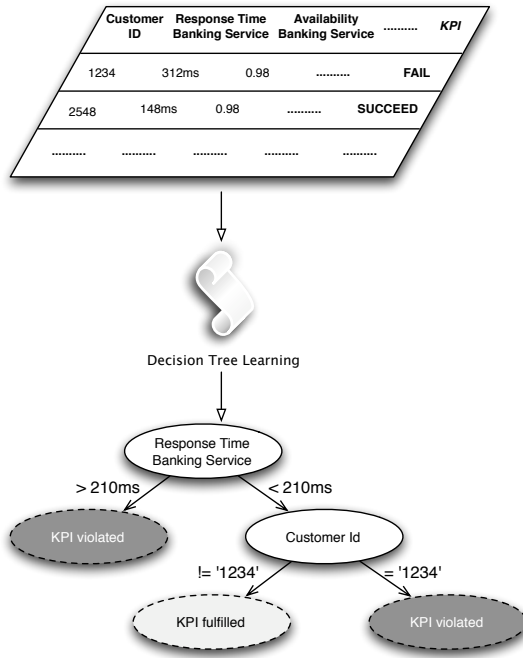 Customer ID Response Time Banking Service Availability Banking Service .......... KPI
1234 312ms 0.98 .......... FAIL
2548 148ms 0.98 .......... SUCCEED
.......... .......... .......... .......... ..........
Decision Tree Learning
Response Time
Banking Service
> 210ms < 210ms
KPI violated Customer Id
!= '1234' = '1234'
KPI fulfilled KPI violated